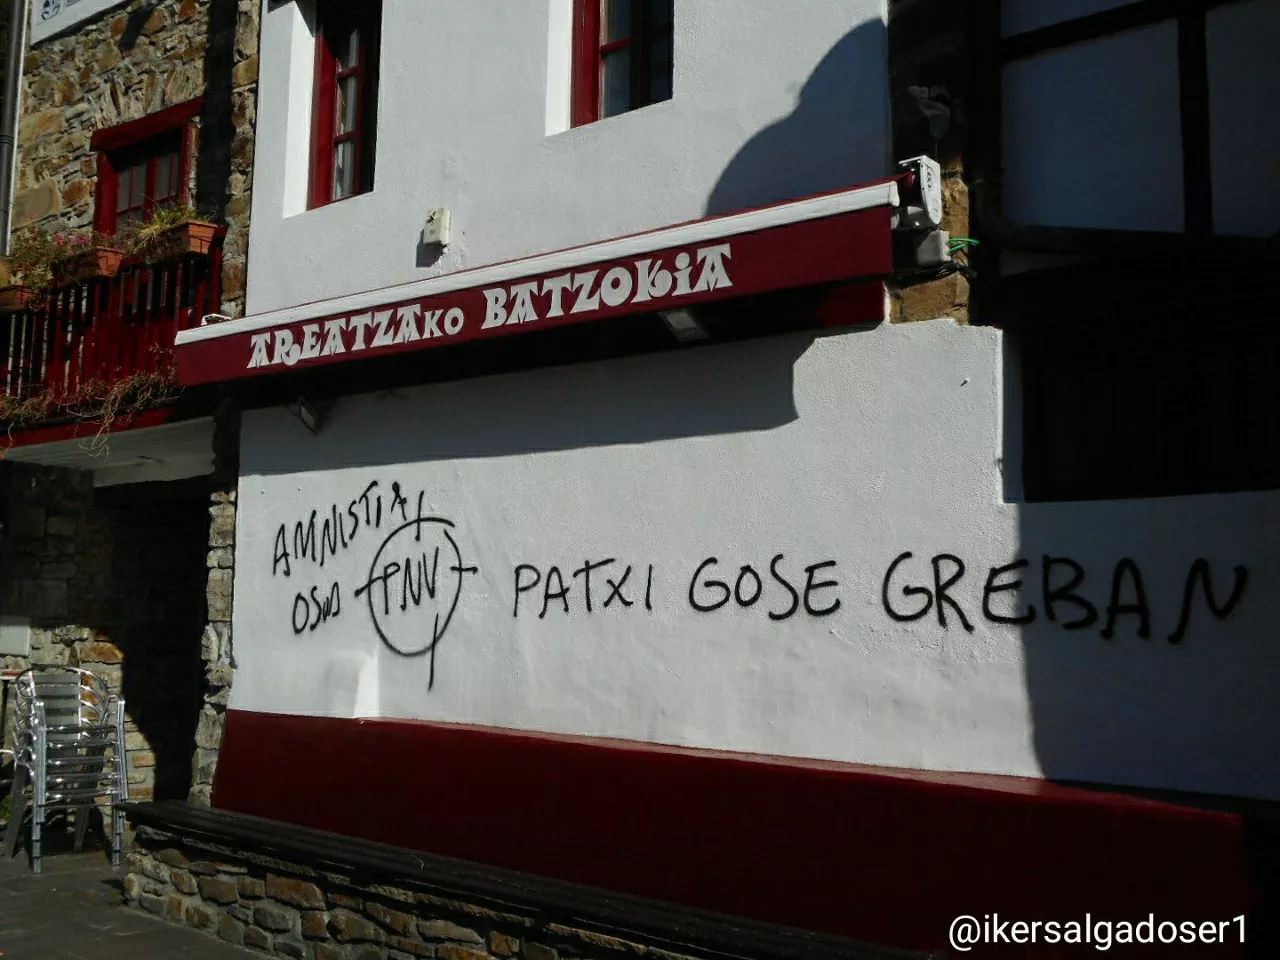 AREATZAKO BATZOKiA
AMNISTIA
OSOA
PNV
PATXI GOSE GREBAN
@ikersalgadoser1